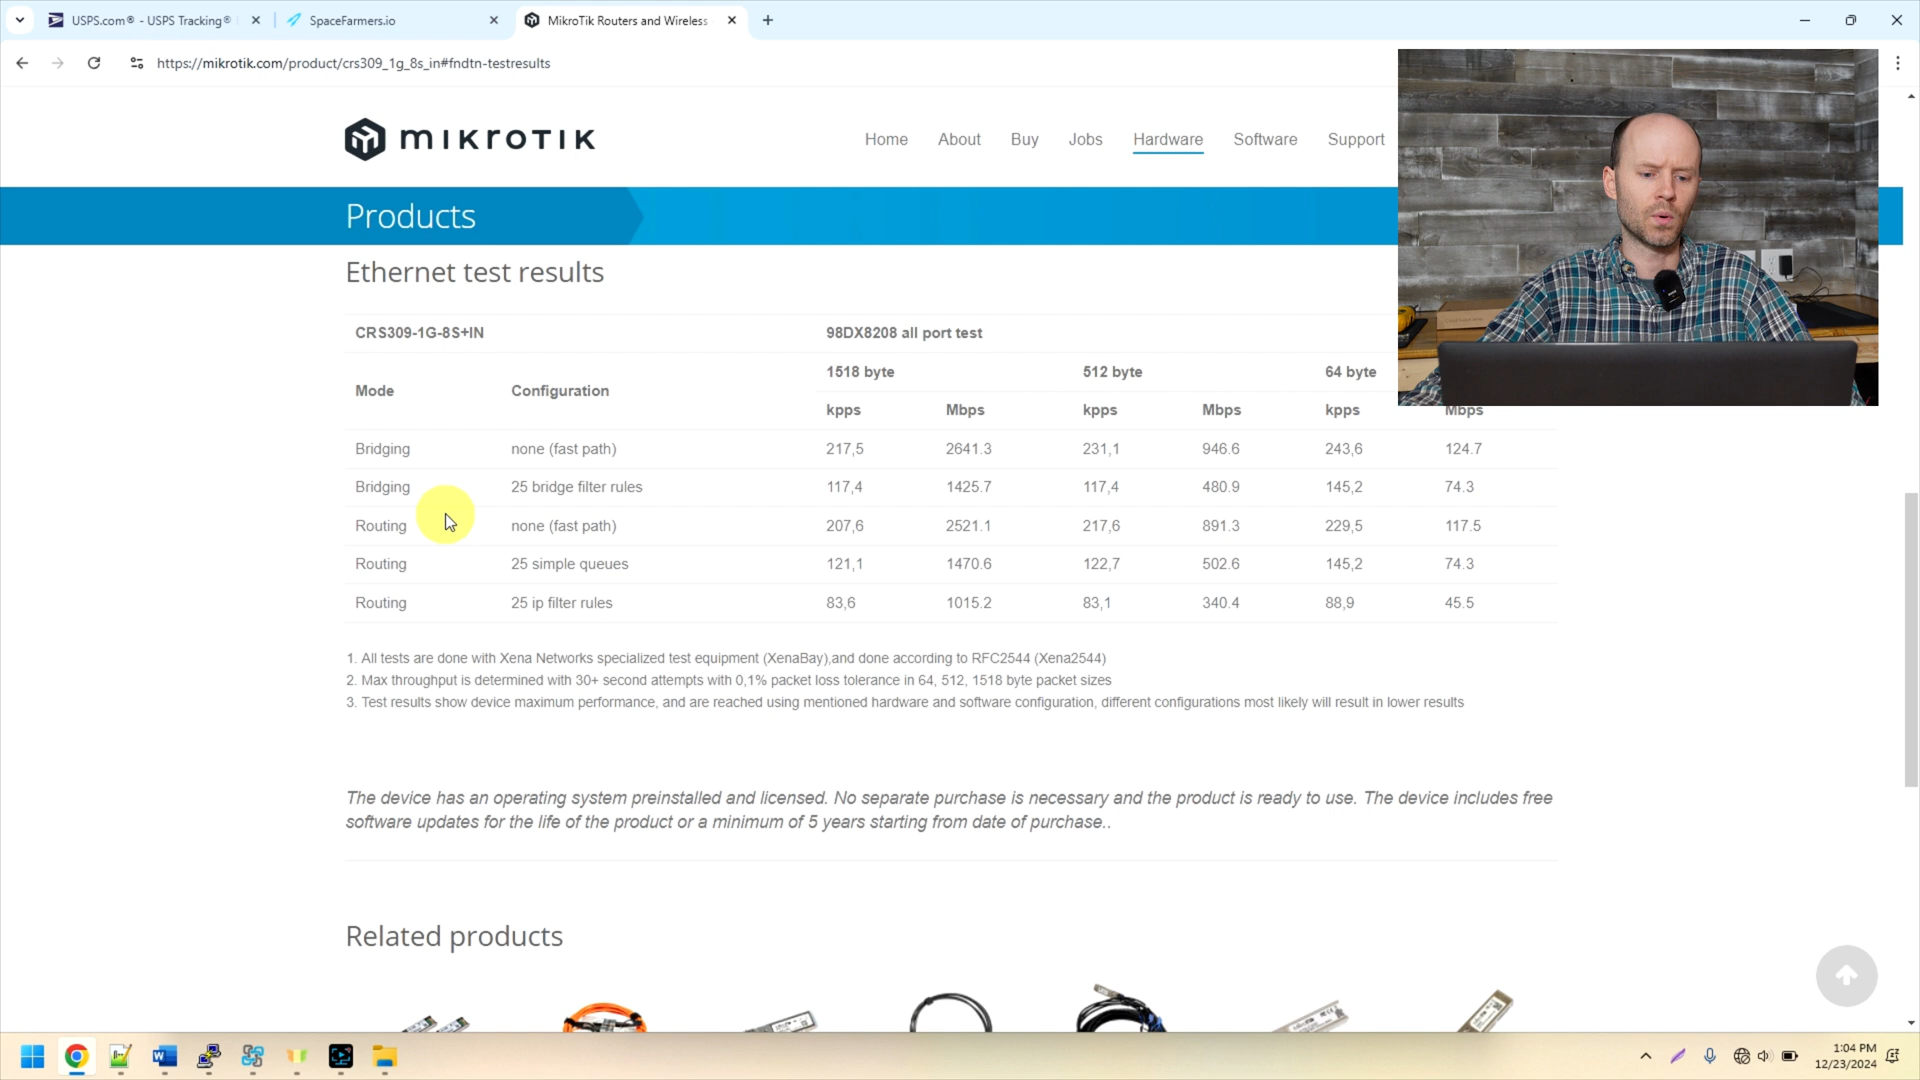 USPS.com® - USPS Tracking®
SpaceFarmers.io
MikroTik Routers and Wireless
https://mikrotik.com/product/crs309_1g_8s_in#fndtn-testresults
mikrotik
Home About Buy Jobs Hardware Software Support
Products
Ethernet test results
CRS309-1G-8S+IN 98DX8208 all port test
1518 byte 512 byte 64 byte
Mode Configuration
kpps Mbps kpps Mbps kpps Mbps
Bridging none (fast path) 217,5 2641.3 231,1 946.6 243,6 124.7
Bridging 25 bridge filter rules 117,4 1425.7 117,4 480.9 145,2 74.3
Routing none (fast path) 207,6 2521.1 217,6 891.3 229,5 117.5
Routing 25 simple queues 121,1 1470.6 122,7 502.6 145,2 74.3
Routing 25 ip filter rules 83,6 1015.2 83,1 340.4 88,9 45.5
1. All tests are done with Xena Networks specialized test equipment (XenaBay),and done according to RFC2544 (Xena2544)
2. Max throughput is determined with 30+ second attempts with 0,1% packet loss tolerance in 64, 512, 1518 byte packet sizes
3. Test results show device maximum performance, and are reached using mentioned hardware and software configuration, different configurations most likely will result in lower results
The device has an operating system preinstalled and licensed. No separate purchase is necessary and the product is ready to use. The device includes free
software updates for the life of the product or a minimum of 5 years starting from date of purchase..
Related products
1:04 PM
12/23/2024